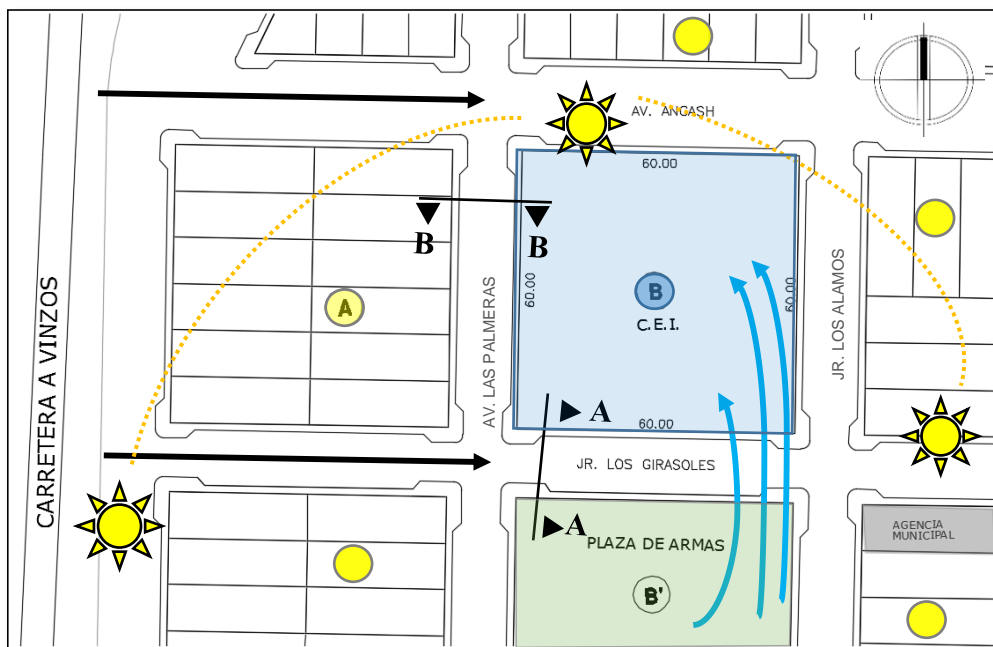 AV. ANCASH
60.00
B
B
60.00
60.00
A
B
C.E.I.
CARRETERA A VINZOS
AV. LAS PALMERAS
JR. LOS ALAMOS
A
60.00
JR. LOS GIRASOLES
A
PLAZA DE ARMAS
AGENCIA
MUNICIPAL
B'